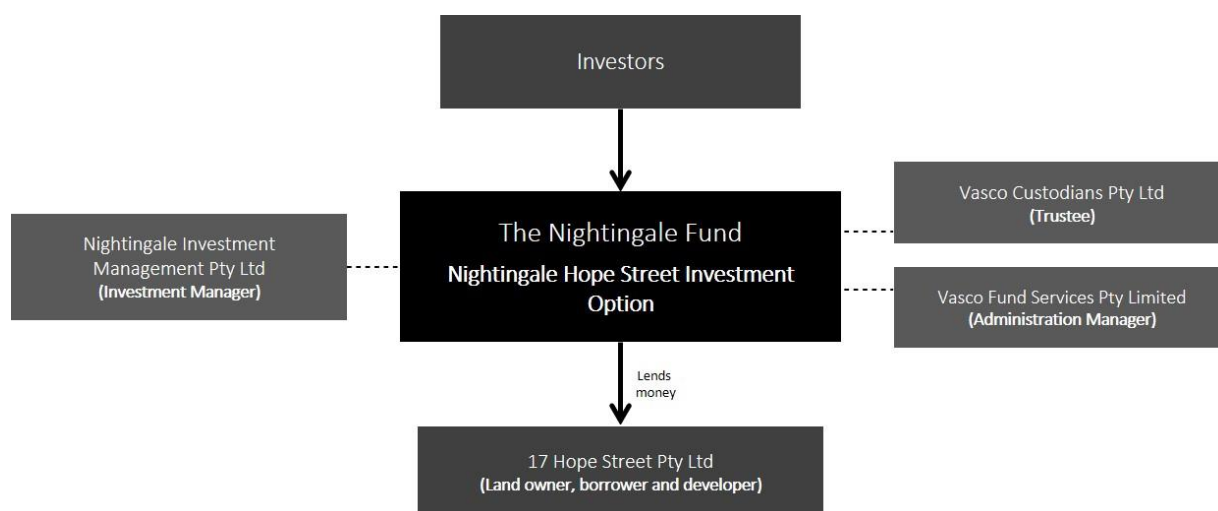 Investors
Vasco Custodians Pty Ltd
(Trustee)
The Nightingale Fund
Nightingale Hope Street Investment
Option
Nightingale Investment
Management Pty Ltd
(Investment Manager)
Vasco Fund Services Pty Limited
(Administration Manager)
Lends
money
17 Hope Street Pty Ltd
(Land owner, borrower and developer)